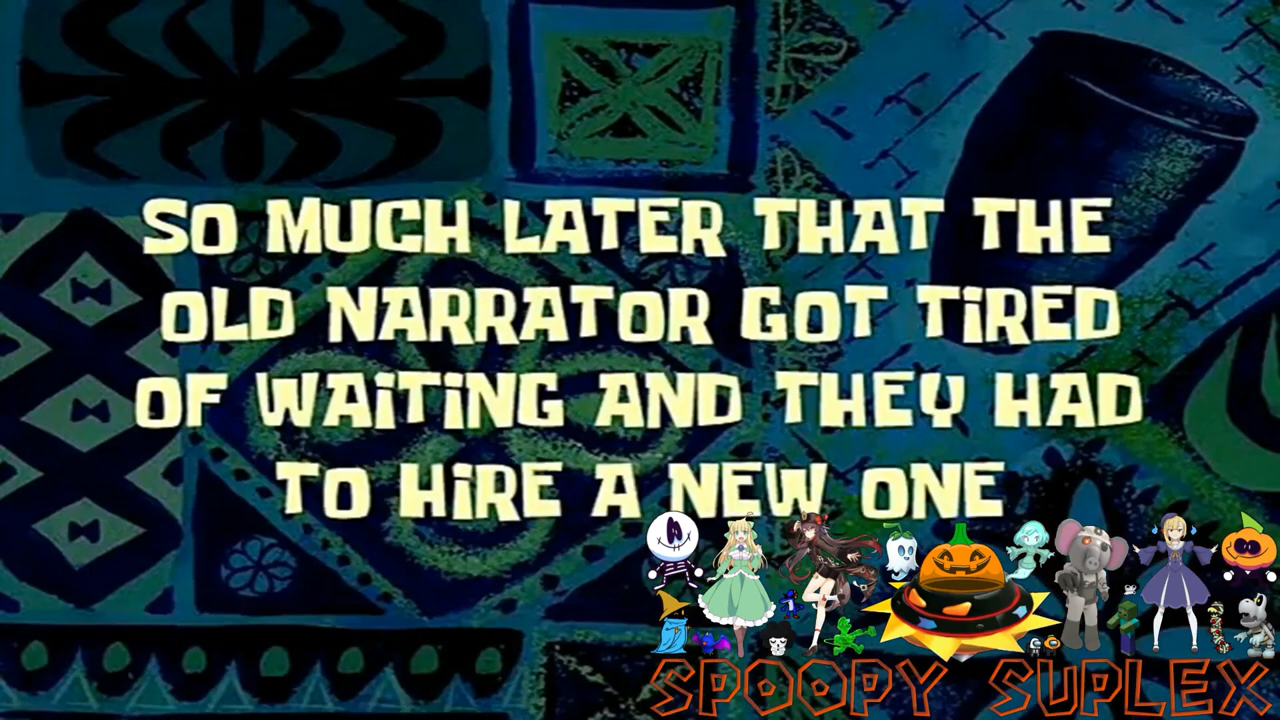 SO MUCH LATER THAT THE
OLD NARRATOR GOT TiRED
OF WAiTiNG AND THEY HAD
TO HiRE A NEW ONE
SPOOPY SUPLEX